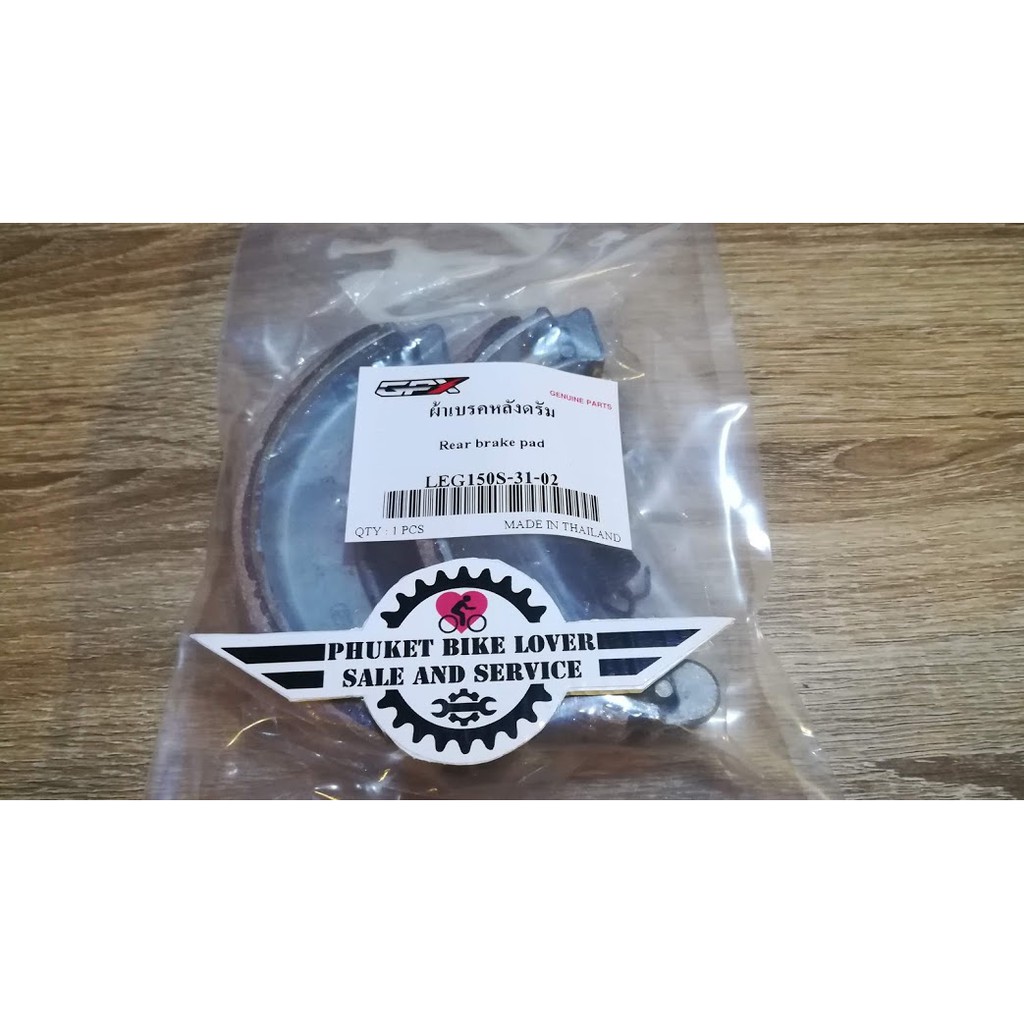 GPX
GENUINE PARTS
ผ้าเบรคหลังดรัม
Rear brake pad
LEG150S-31-02
QTY : 1 PCS
MADE IN THAILAND
PHUKET BIKE LOVER
SALE AND SERVICE